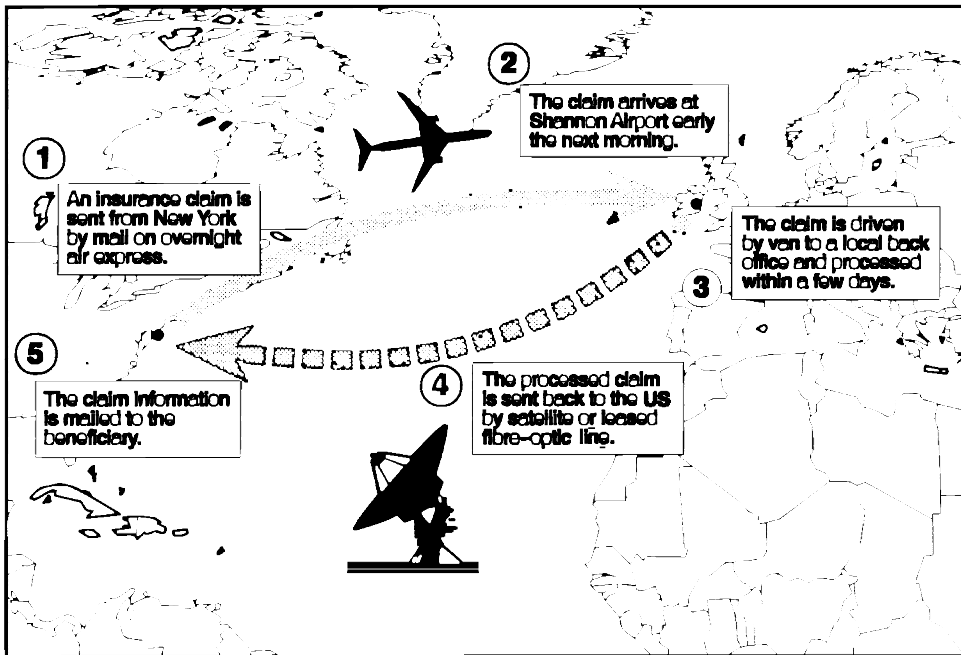 1
An insurance claim is
sent from New York
by mail on overnight
air express.
2
The claim arrives at
Shannon Airport early
the next morning.
3
The claim is driven
by van to a local back
office and processed
within a few days.
4
The processed claim
is sent back to the US
by satellite or leased
fibre-optic line.
5
The claim information
is mailed to the
beneficiary.